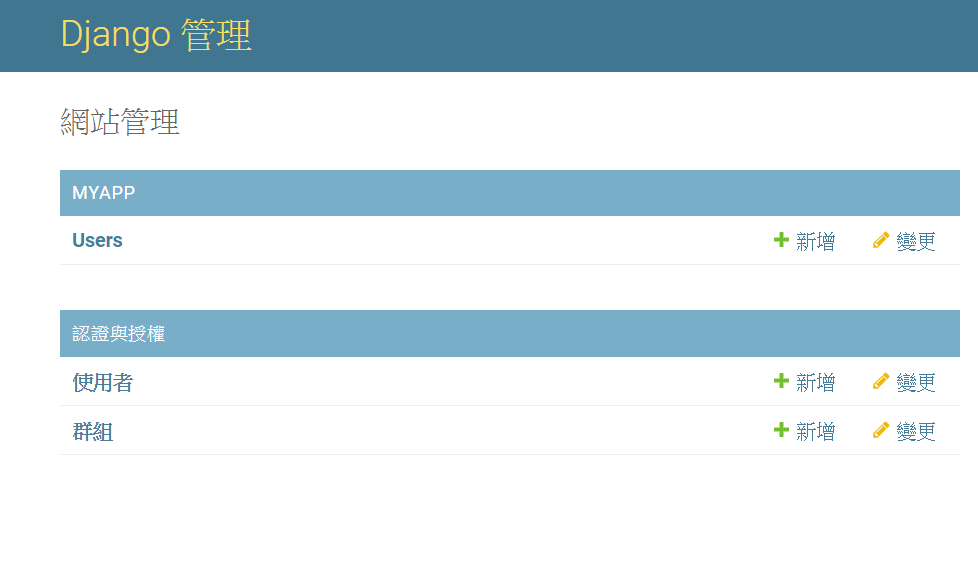 Django 管理
網站管理
MYAPP
Users 新增 變更
認證與授權
使用者 新增 變更
群組 新增 變更